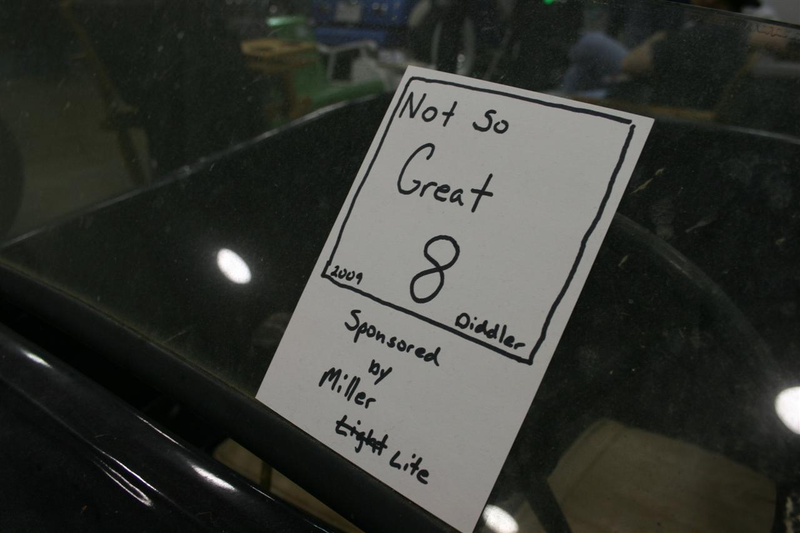 Not So
Great
8
2009
Diddler
Sponsored
by
Miller
Light Lite